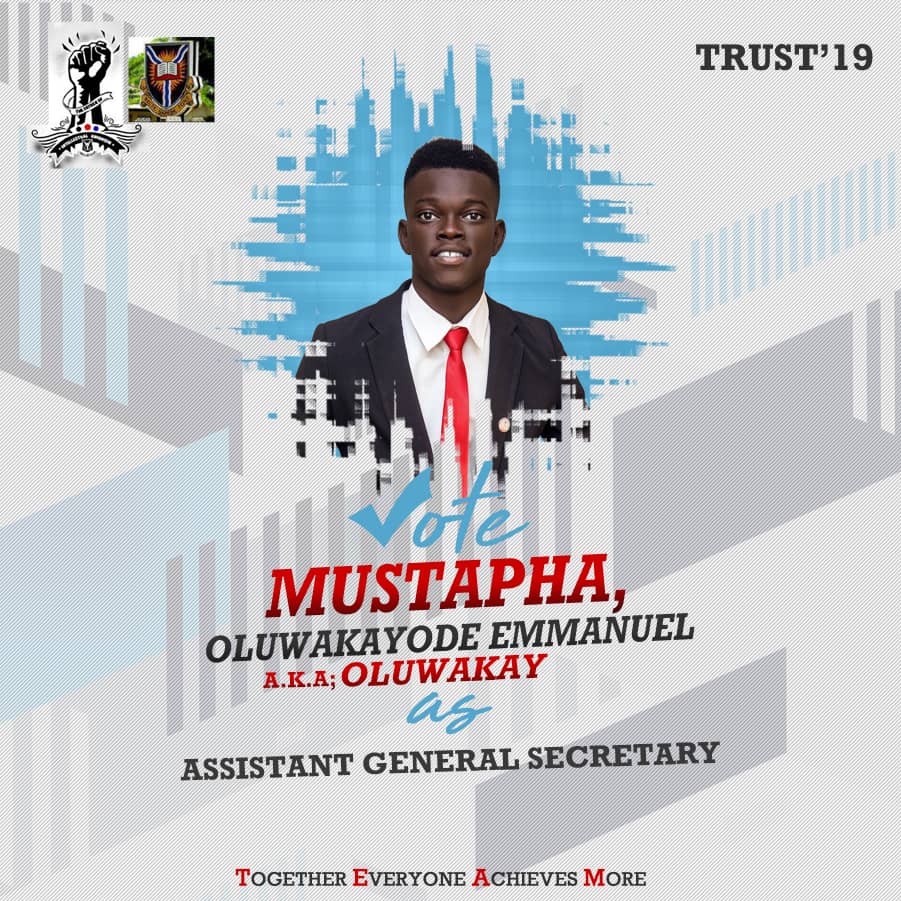 TRUST'19
Vote
MUSTAPHA,
OLUWAKAYODE EMMANUEL
A.K.A; OLUWAKAY
as
ASSISTANT GENERAL SECRETARY
TOGETHER EVERYONE ACHIEVES MORE